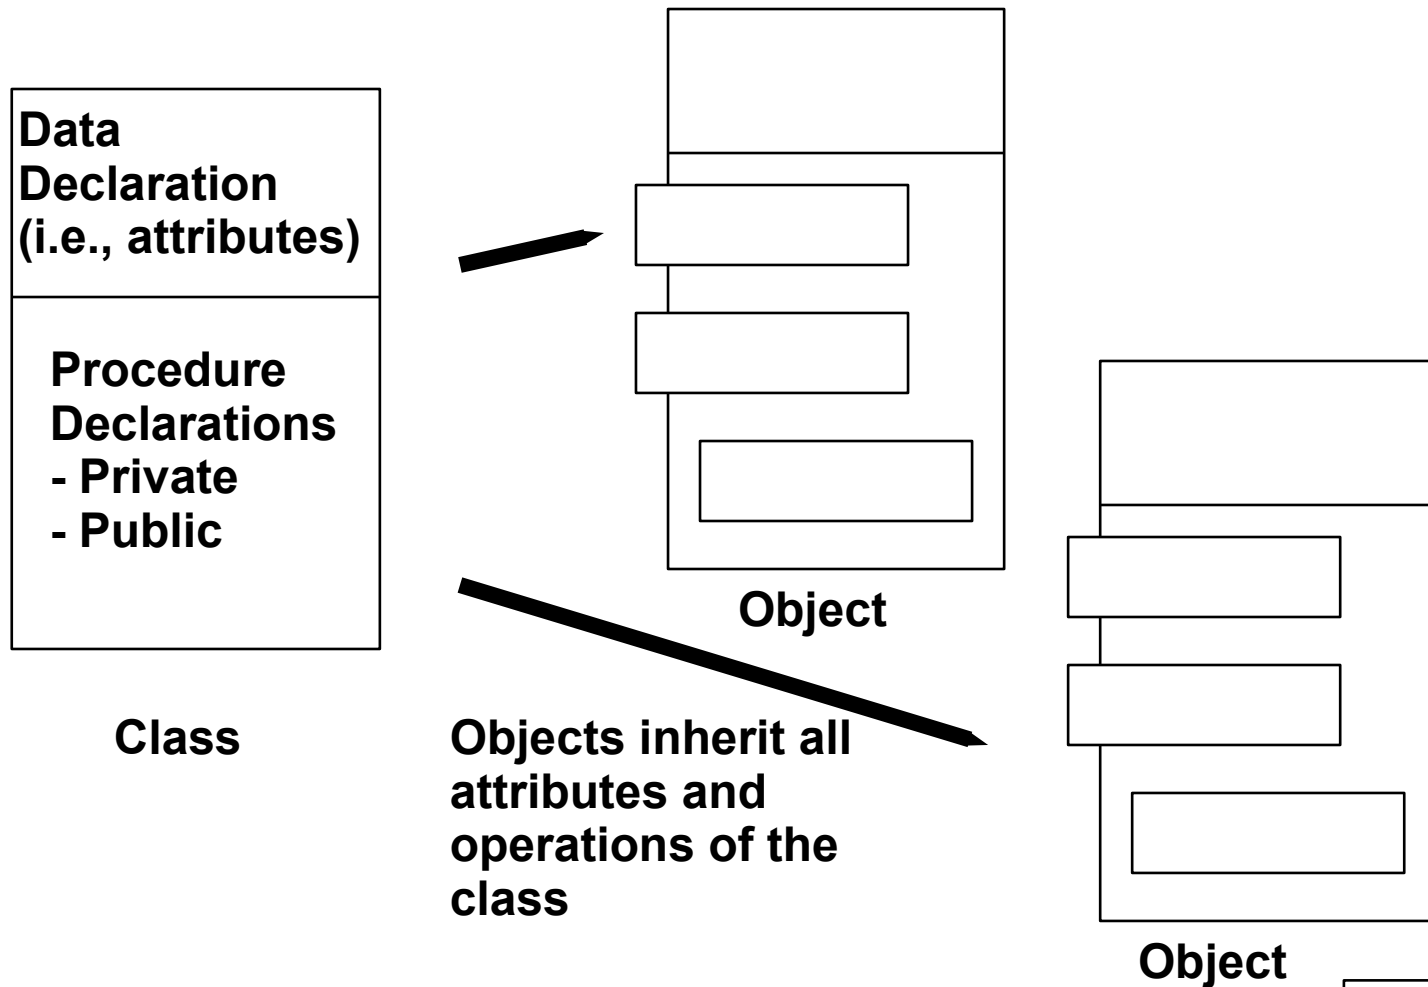 Data
Declaration
(i.e., attributes)
Procedure
Declarations
- Private
- Public
Class
Object
Objects inherit all
attributes and
operations of the
class
Object